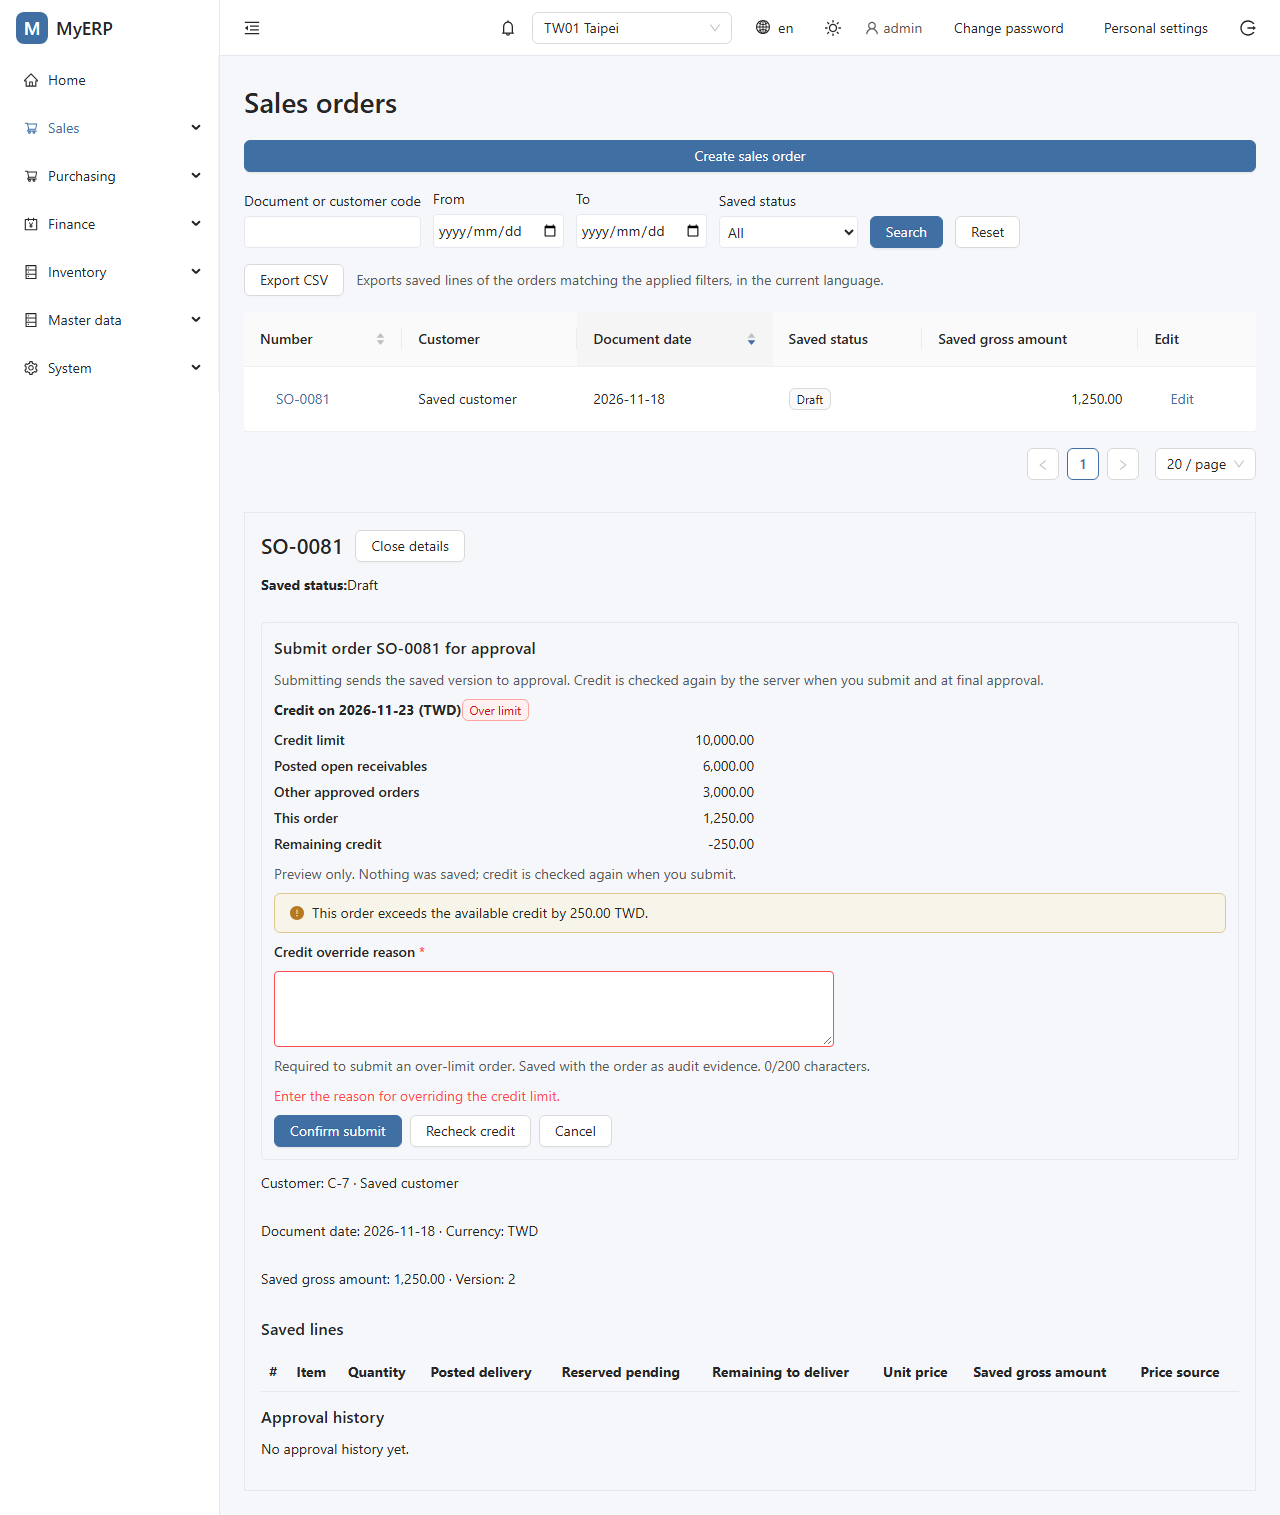 M MyERP
TW01 Taipei
en
admin
Change password
Personal settings
Home
Sales
Purchasing
Finance
Inventory
Master data
System
Sales orders
Create sales order
Document or customer code
From
To
Saved status
yyyy/mm/dd
yyyy/mm/dd
All
Search
Reset
Export CSV
Exports saved lines of the orders matching the applied filters, in the current language.
Number Customer Document date Saved status Saved gross amount Edit
SO-0081 Saved customer 2026-11-18 Draft 1,250.00 Edit
< 1 > 20 / page
SO-0081 Close details
Saved status:Draft
Submit order SO-0081 for approval
Submitting sends the saved version to approval. Credit is checked again by the server when you submit and at final approval.
Credit on 2026-11-23 (TWD) Over limit
Credit limit 10,000.00
Posted open receivables 6,000.00
Other approved orders 3,000.00
This order 1,250.00
Remaining credit -250.00
Preview only. Nothing was saved; credit is checked again when you submit.
This order exceeds the available credit by 250.00 TWD.
Credit override reason *
Required to submit an over-limit order. Saved with the order as audit evidence. 0/200 characters.
Enter the reason for overriding the credit limit.
Confirm submit Recheck credit Cancel
Customer: C-7 · Saved customer
Document date: 2026-11-18 · Currency: TWD
Saved gross amount: 1,250.00 · Version: 2
Saved lines
# Item Quantity Posted delivery Reserved pending Remaining to deliver Unit price Saved gross amount Price source
Approval history
No approval history yet.